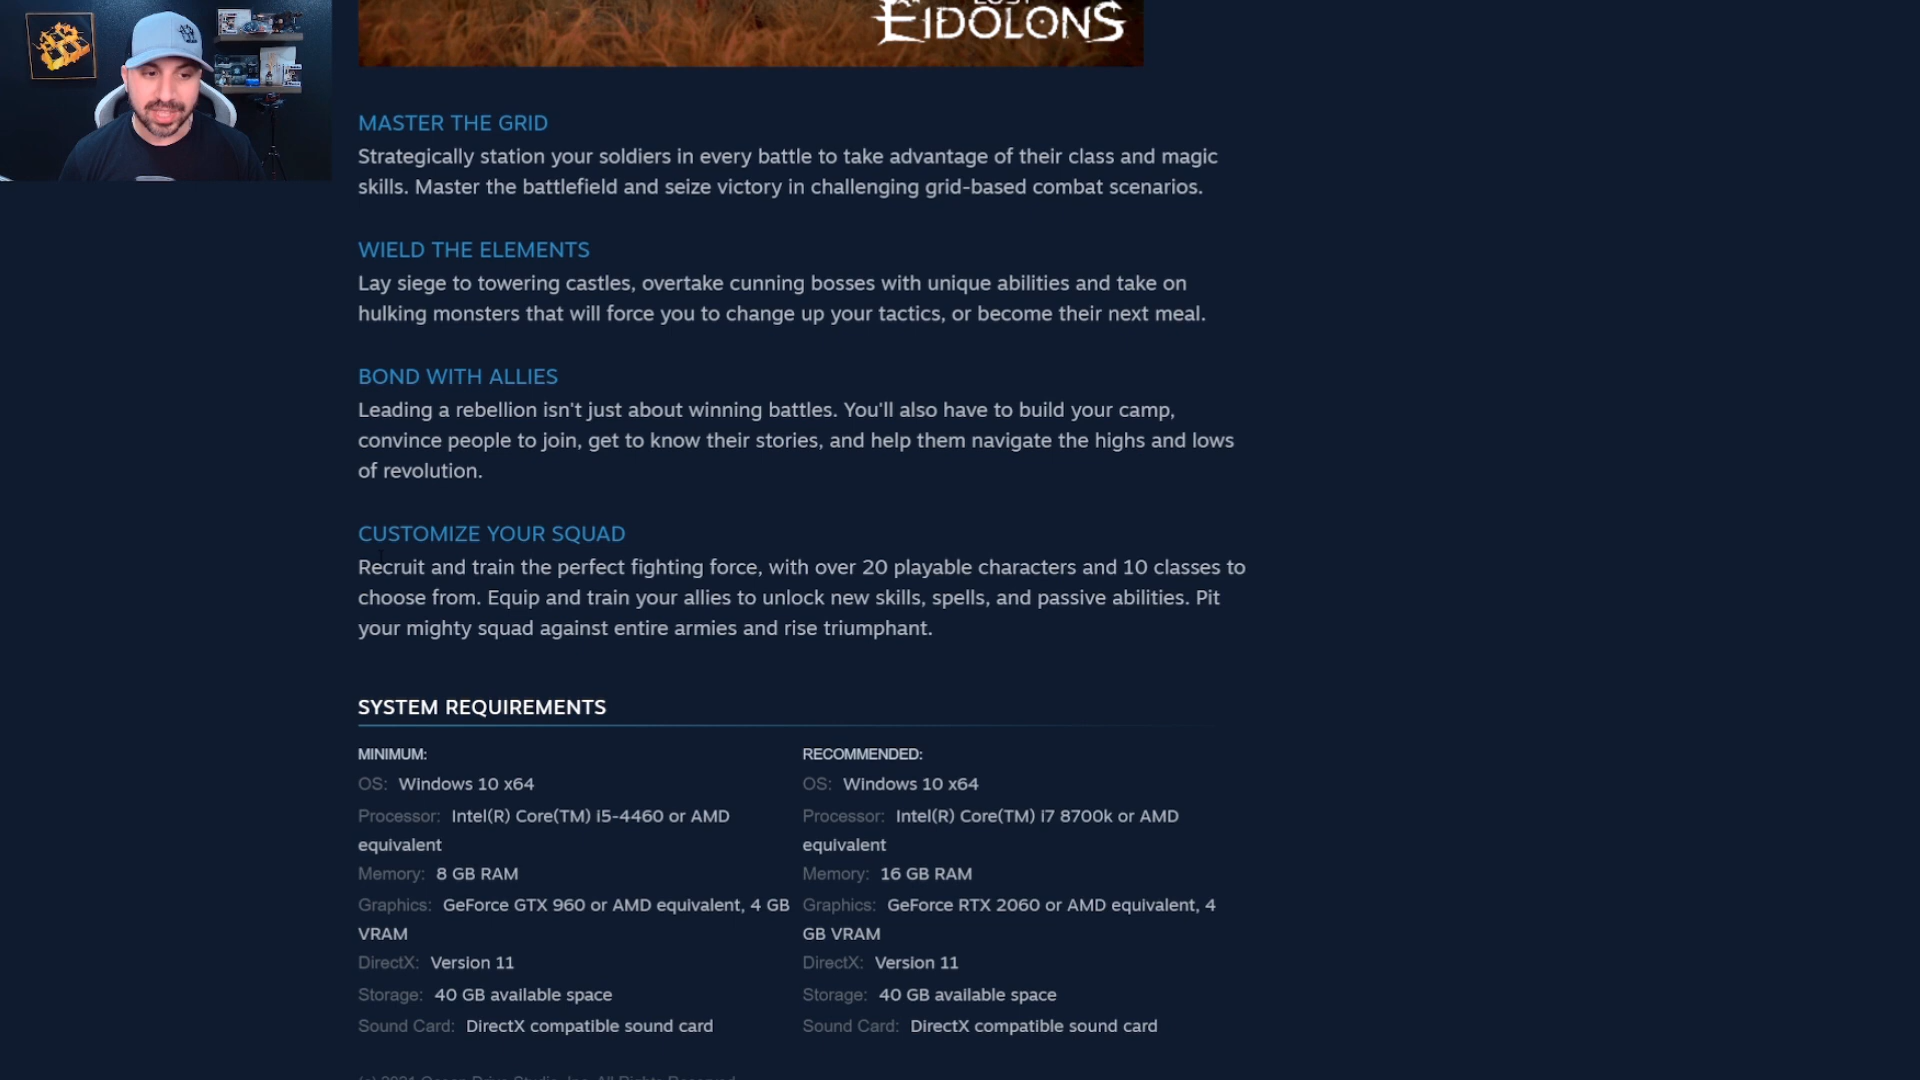 EIDOLONS
MASTER THE GRID
Strategically station your soldiers in every battle to take advantage of their class and magic
skills. Master the battlefield and seize victory in challenging grid-based combat scenarios.
WIELD THE ELEMENTS
Lay siege to towering castles, overtake cunning bosses with unique abilities and take on
hulking monsters that will force you to change up your tactics, or become their next meal.
BOND WITH ALLIES
Leading a rebellion isn't just about winning battles. You'll also have to build your camp,
convince people to join, get to know their stories, and help them navigate the highs and lows
of revolution.
CUSTOMIZE YOUR SQUAD
Recruit and train the perfect fighting force, with over 20 playable characters and 10 classes to
choose from. Equip and train your allies to unlock new skills, spells, and passive abilities. Pit
your mighty squad against entire armies and rise triumphant.
SYSTEM REQUIREMENTS
MINIMUM:
OS: Windows 10 x64
Processor: Intel(R) Core(TM) i5-4460 or AMD
equivalent
Memory: 8 GB RAM
Graphics: GeForce GTX 960 or AMD equivalent, 4 GB
VRAM
DirectX: Version 11
Storage: 40 GB available space
Sound Card: DirectX compatible sound card
RECOMMENDED:
OS: Windows 10 x64
Processor: Intel(R) Core(TM) i7 8700k or AMD
equivalent
Memory: 16 GB RAM
Graphics: GeForce RTX 2060 or AMD equivalent, 4
GB VRAM
DirectX: Version 11
Storage: 40 GB available space
Sound Card: DirectX compatible sound card